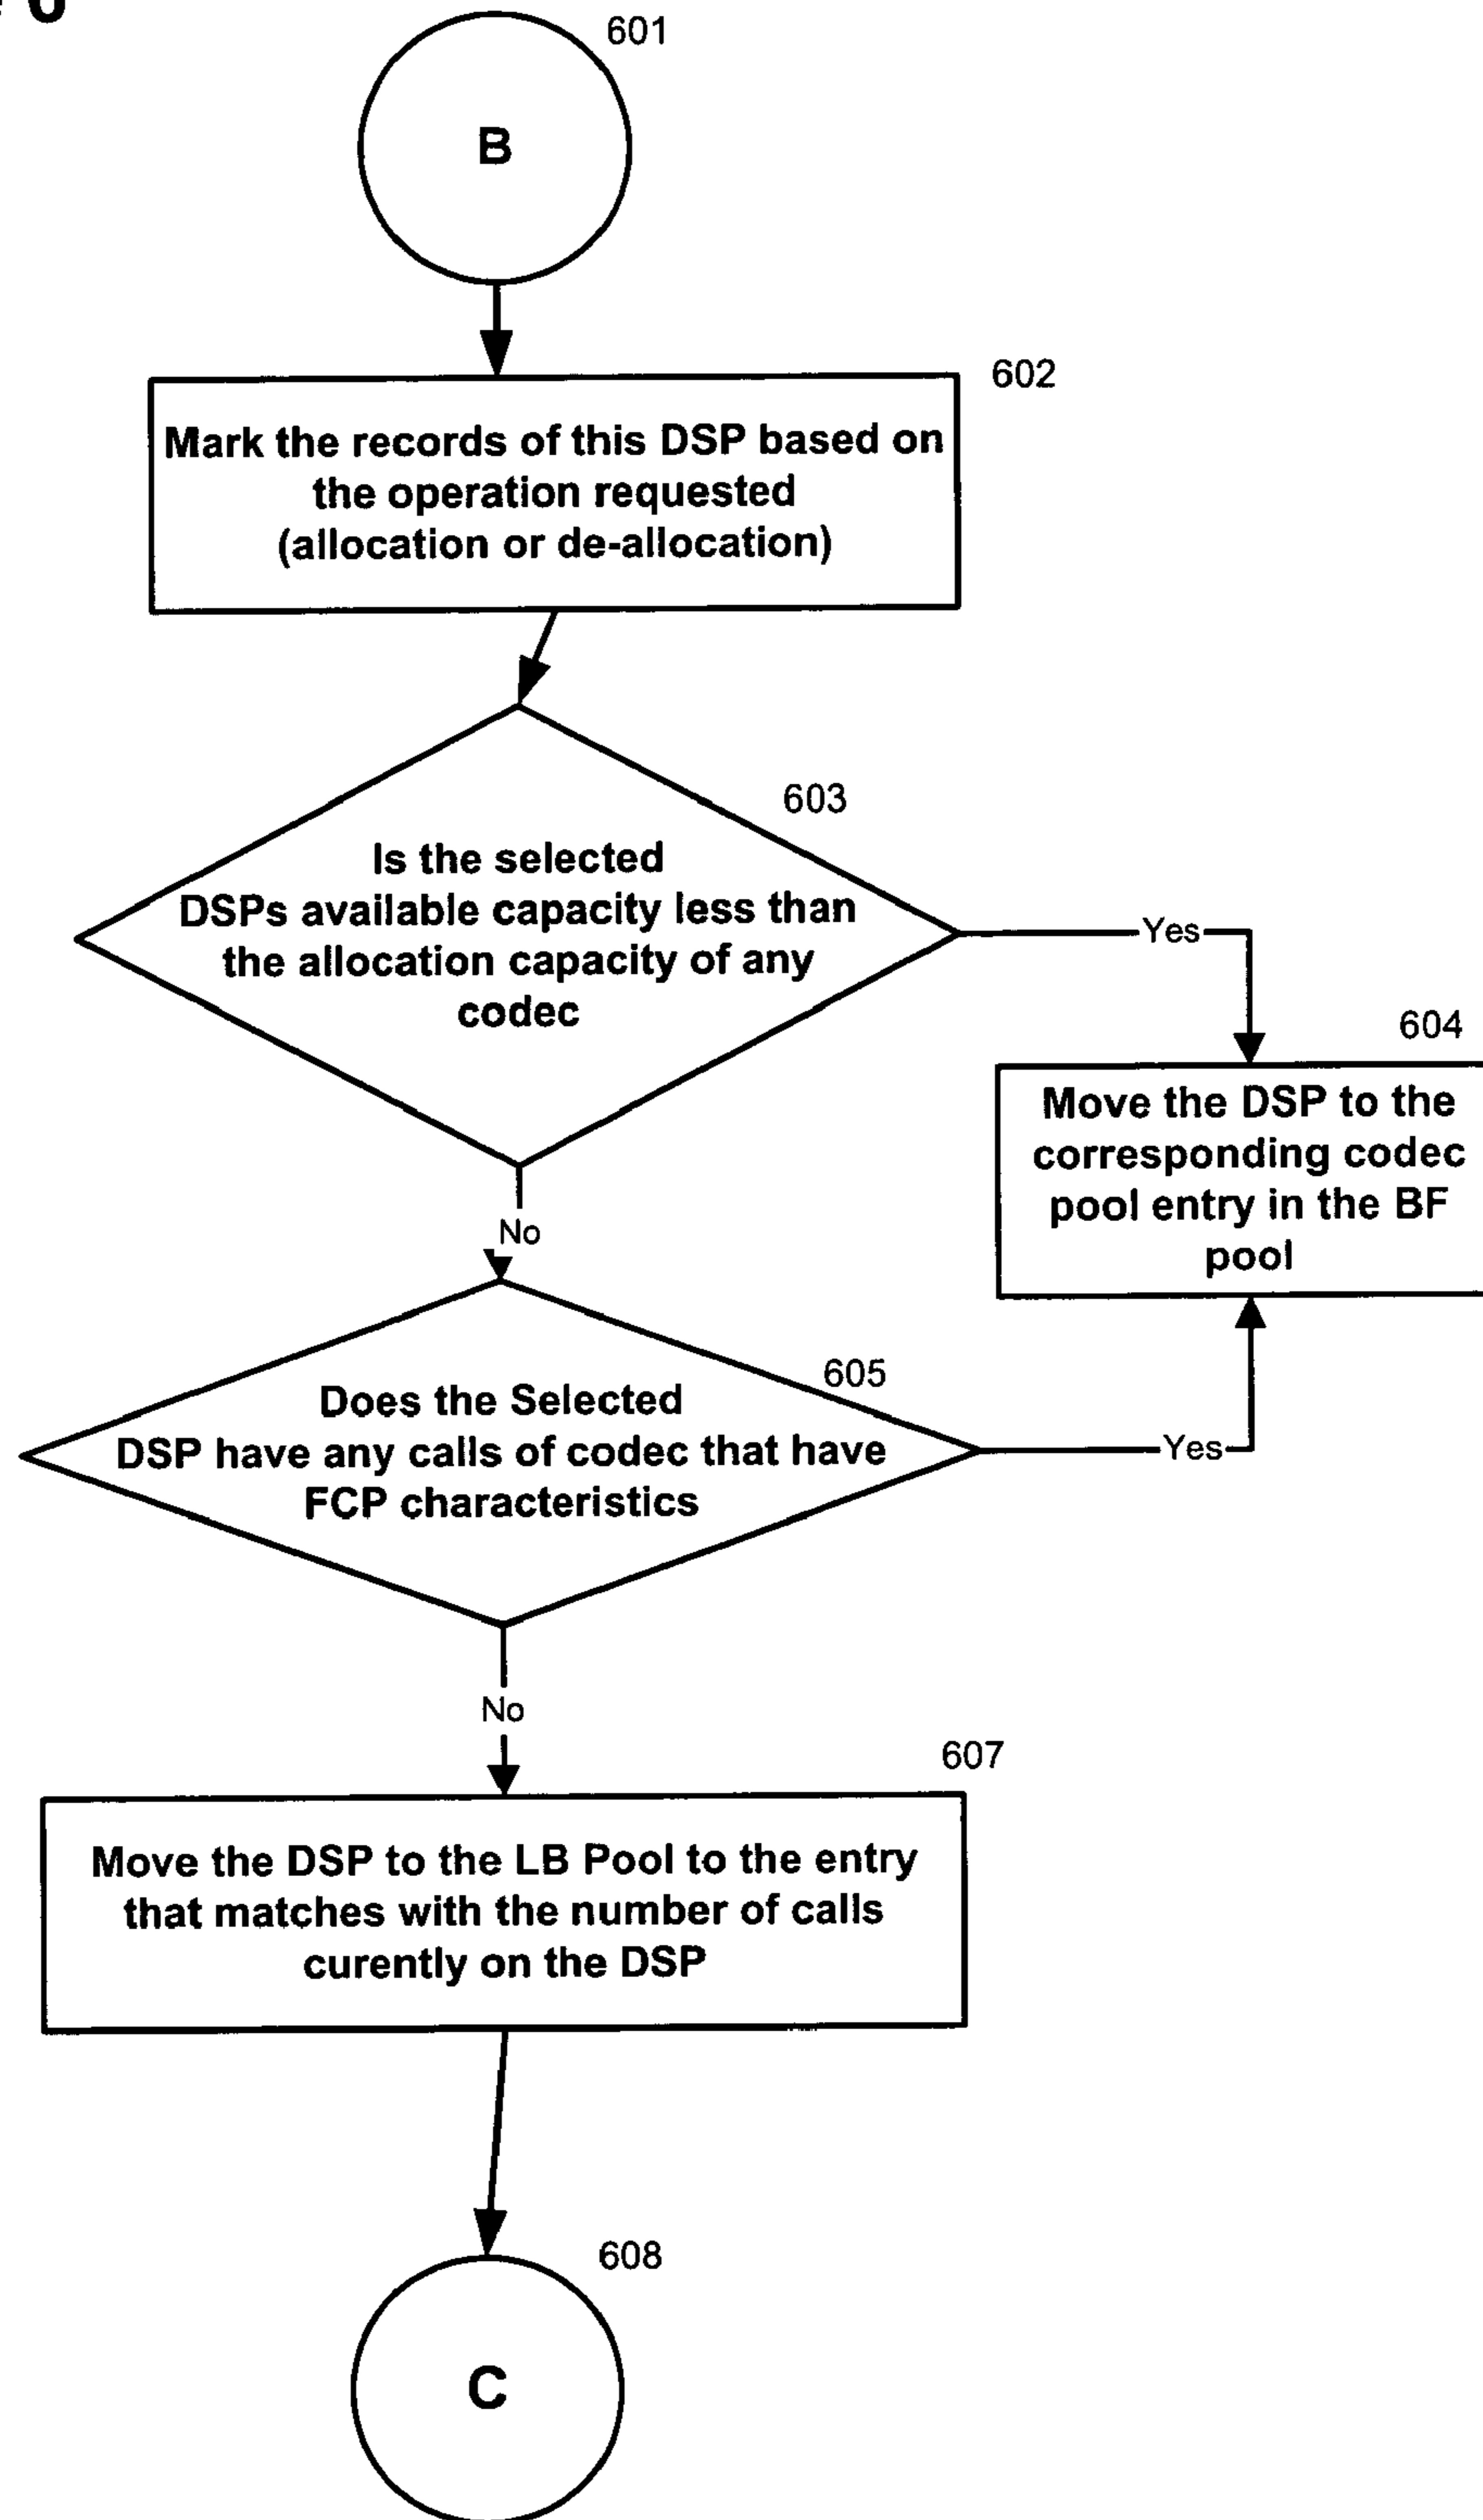 601
B
602
Mark the records of this DSP based on
the operation requested
(allocation or de-allocation)
603
Is the selected
DSPs available capacity less than
the allocation capacity of any
codec
Yes
604
Move the DSP to the
corresponding codec
pool entry in the BF
pool
No
605
Does the Selected
DSP have any calls of codec that have
FCP characteristics
Yes
No
607
Move the DSP to the LB Pool to the entry
that matches with the number of calls
curently on the DSP
608
C